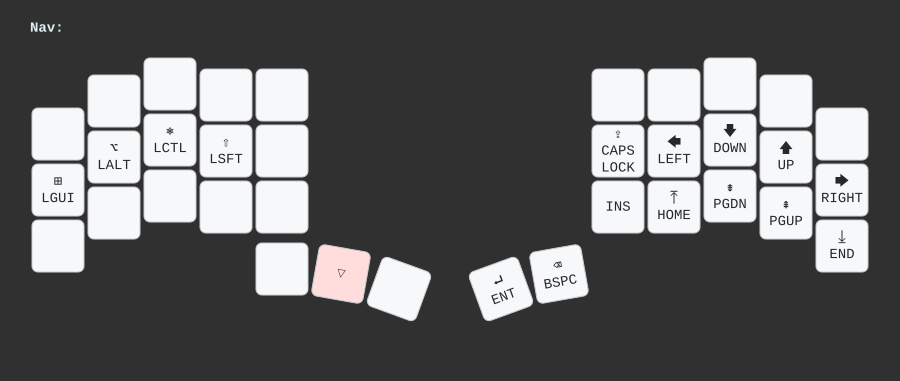 Nav:
⊞
LGUI
⌥
LALT
⎈
LCTL
⇧
LSFT
⇪
CAPS
LOCK
🡄
LEFT
🡇
DOWN
🡅
UP
🡆
RIGHT
INS
⤒
HOME
⇟
PGDN
⇞
PGUP
⤓
END
▽
↵
ENT
⌫
BSPC